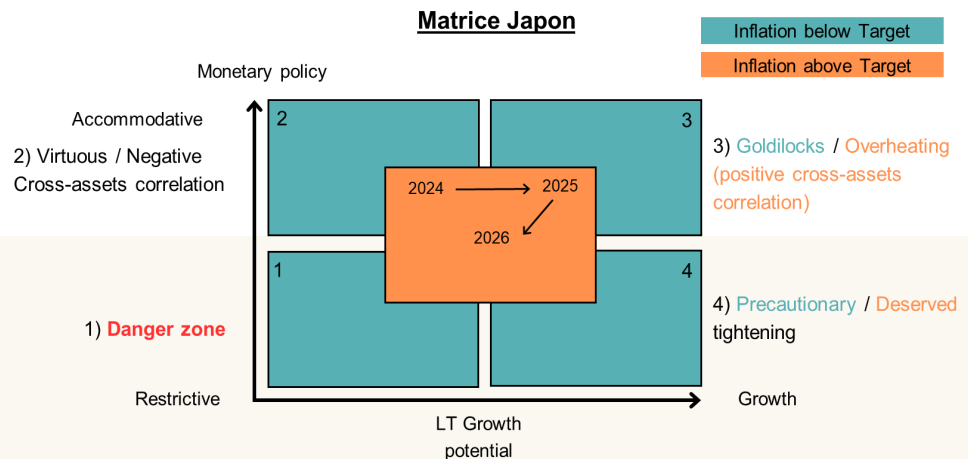 Matrice Japon
Inflation below Target
Inflation above Target
Monetary policy
Accommodative
2) Virtuous / Negative
Cross-assets correlation
2
3
3) Goldilocks / Overheating
(positive cross-assets
correlation)
2024
2025
2026
1
4
1) Danger zone
4) Precautionary / Deserved
tightening
Restrictive
Growth
LT Growth
potential